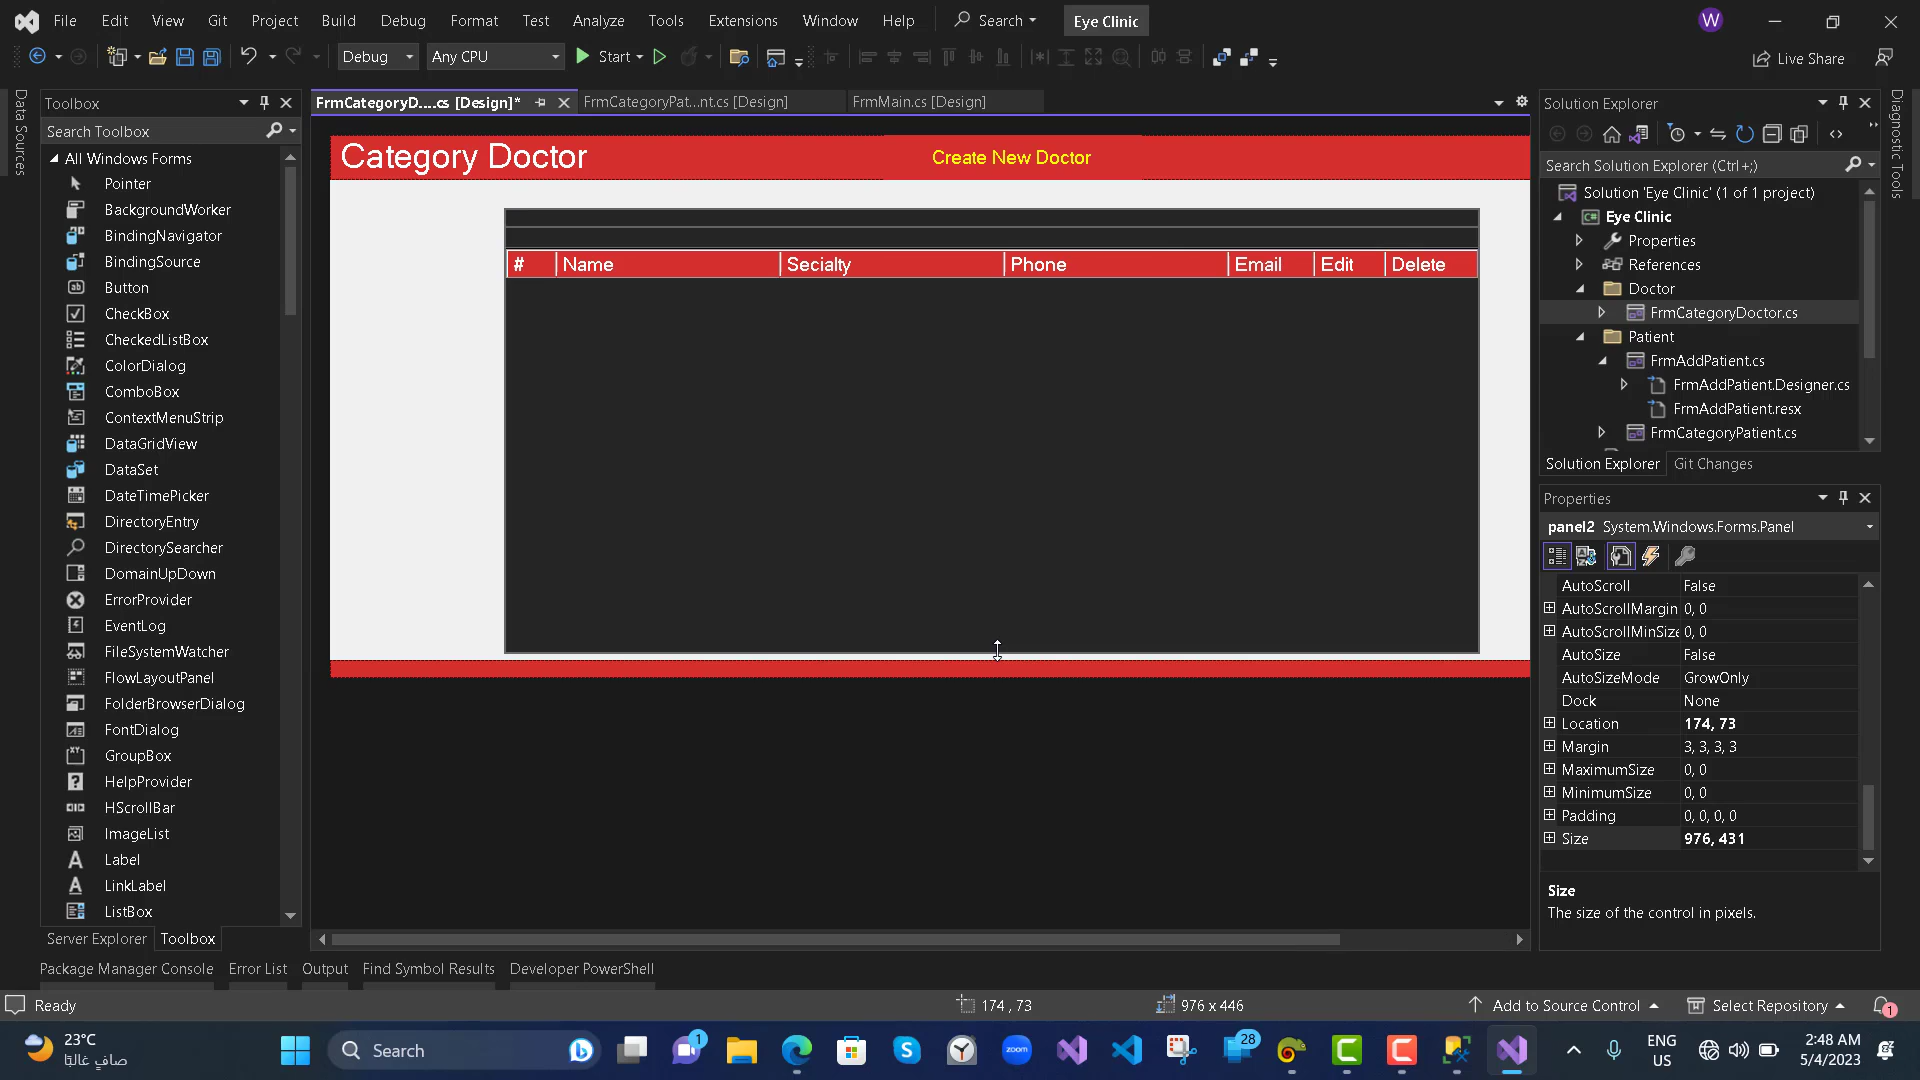 File Edit View Git Project Build Debug Format Test Analyze Tools Extensions Window Help Search Eye Clinic W
Debug Any CPU Start Live Share
Data Sources
Toolbox
Search Toolbox
All Windows Forms
Pointer
BackgroundWorker
BindingNavigator
BindingSource
Button
CheckBox
CheckedListBox
ColorDialog
ComboBox
ContextMenuStrip
DataGridView
DataSet
DateTimePicker
DirectoryEntry
DirectorySearcher
DomainUpDown
ErrorProvider
EventLog
FileSystemWatcher
FlowLayoutPanel
FolderBrowserDialog
FontDialog
GroupBox
HelpProvider
HScrollBar
ImageList
Label
LinkLabel
ListBox
Server Explorer Toolbox
FrmCategoryD....cs [Design]* FrmCategoryPat...nt.cs [Design] FrmMain.cs [Design]
Category Doctor Create New Doctor
# Name Secialty Phone Email Edit Delete
Solution Explorer
Search Solution Explorer (Ctrl+;)
Solution 'Eye Clinic' (1 of 1 project)
Eye Clinic
Properties
References
Doctor
FrmCategoryDoctor.cs
Patient
FrmAddPatient.cs
FrmAddPatient.Designer.cs
FrmAddPatient.resx
FrmCategoryPatient.cs
Solution Explorer Git Changes
Diagnostic Tools
Properties
panel2 System.Windows.Forms.Panel
AutoScroll False
AutoScrollMargin 0, 0
AutoScrollMinSize 0, 0
AutoSize False
AutoSizeMode GrowOnly
Dock None
Location 174, 73
Margin 3, 3, 3, 3
MaximumSize 0, 0
MinimumSize 0, 0
Padding 0, 0, 0, 0
Size 976, 431
Size
The size of the control in pixels.
Package Manager Console Error List Output Find Symbol Results Developer PowerShell
Ready 174 , 73 976 x 446 Add to Source Control Select Repository 1
23°C
صافٍ غالبًا
Search 1 zoom 28
ENG
US
2:48 AM
5/4/2023